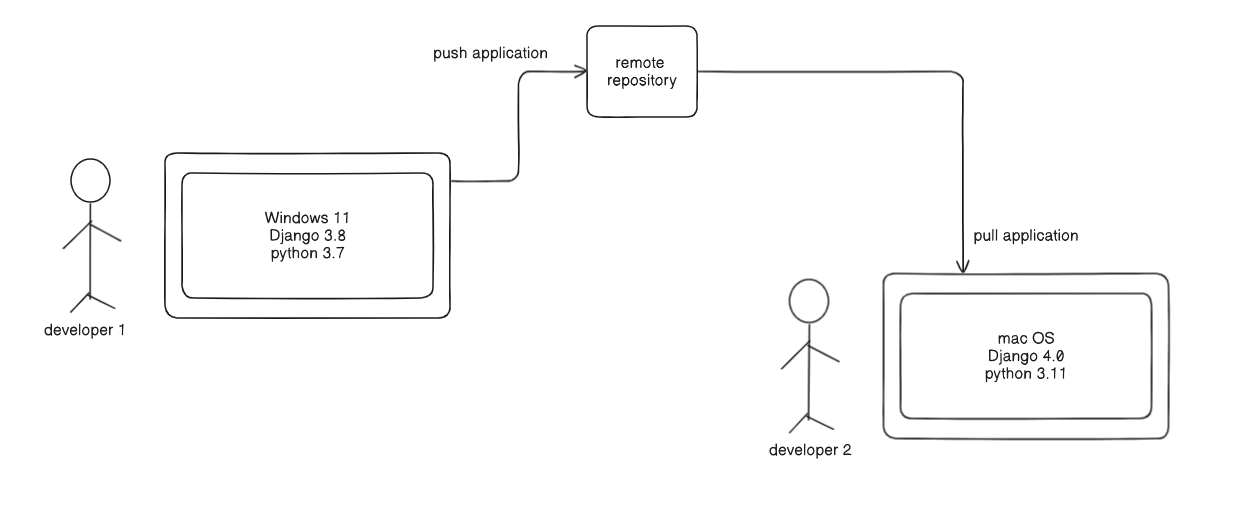 push application
remote
repository
Windows 11
Django 3.8
python 3.7
developer 1
pull application
mac OS
Django 4.0
python 3.11
developer 2